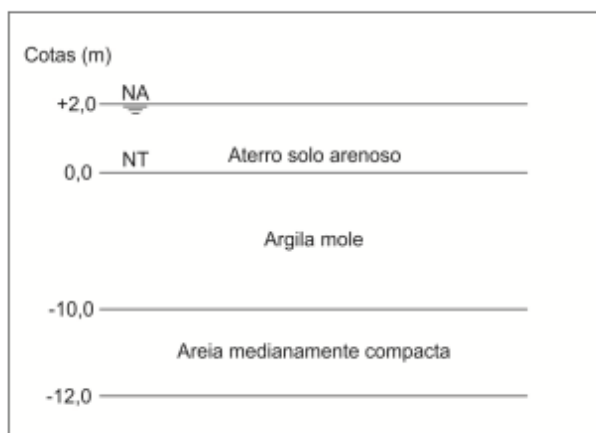 Cotas (m)
NA
+2,0
Aterro solo arenoso
NT
0,0
Argila mole
-10,0
Areia medianamente compacta
-12,0